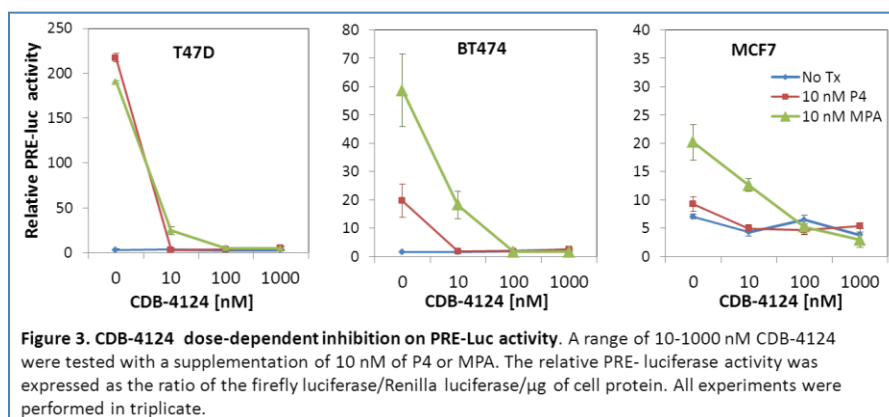 T47D
BT474
MCF7
250
200
150
100
50
0
80
70
60
50
40
30
20
10
0
40
35
30
25
20
15
10
5
0
No Tx
10 nM P4
10 nM MPA
Relative PRE-luc activity
0 10 100 1000
0 10 100 1000
0 10 100 1000
CDB-4124 [nM]
CDB-4124 [nM]
CDB-4124 [nM]
Figure 3. CDB-4124 dose-dependent inhibition on PRE-Luc activity. A range of 10-1000 nM CDB-4124
were tested with a supplementation of 10 nM of P4 or MPA. The relative PRE- luciferase activity was
expressed as the ratio of the firefly luciferase/Renilla luciferase/µg of cell protein. All experiments were
performed in triplicate.